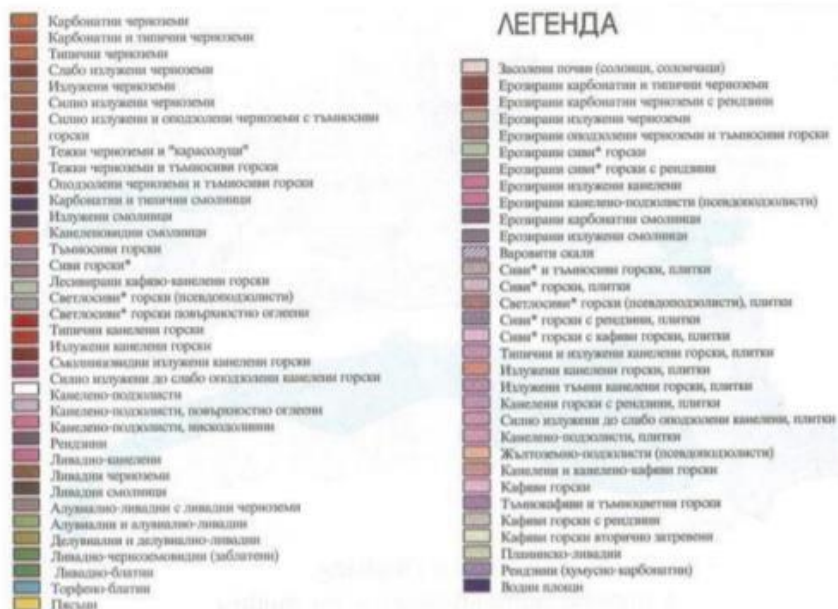 Карбонатни черноземи
Карбонатни и типични черноземи
Типични черноземи
Слабо излужени черноземи
Излужени черноземи
Силно излужени черноземи
Силно излужени и оподзолени черноземи с тъмносиви
горски
Тежки черноземи и "карасолуци"
Тежки черноземи и тъмносиви горски
Оподзолени черноземи и тъмносиви горски
Карбонатни и типични смолници
Излужени смолници
Канеленовидни смолници
Тъмносиви горски
Сиви горски*
Лесивирани кафяво-канелени горски
Светлосиви* горски (псевдоподзолисти)
Светлосиви* горски повърхностно оглеени
Типични канелени горски
Излужени канелени горски
Смолницовидни излужени канелени горски
Силно излужени до слабо оподзолени канелени горски
Канелено-подзолисти
Канелено-подзолисти, повърхностно оглеени
Канелено-подзолисти, нискодолинни
Рендзини
Ливадно-канелени
Ливадни черноземи
Ливадни смолници
Алувиално-ливадни с ливадни черноземи
Алувиални и алувиално-ливадни
Делувиални и делувиално-ливадни
Ливадно-черноземовидни (заблатени)
Ливадно-блатни
Торфено-блатни
Пясъци
ЛЕГЕНДА
Засолени почви (солонци, солончаци)
Ерозирани карбонатни и типични черноземи
Ерозирани карбонатни черноземи с рендзини
Ерозирани излужени черноземи
Ерозирани оподзолени черноземи и тъмносиви горски
Ерозирани сиви* горски
Ерозирани сиви* горски с рендзини
Ерозирани излужени канелени
Ерозирани канелено-подзолисти (псевдоподзолисти)
Ерозирани карбонатни смолници
Ерозирани излужени смолници
Варовити скали
Сиви* и тъмносиви горски, плитки
Сиви* горски, плитки
Светлосиви* горски (псевдоподзолисти), плитки
Сиви* горски с рендзини, плитки
Сиви* горски с кафяви горски, плитки
Типични и излужени канелени горски, плитки
Излужени канелени горски, плитки
Излужени тъмни канелени горски, плитки
Канелени горски с рендзини, плитки
Силно излужени до слабо оподзолени канелени, плитки
Канелено-подзолисти, плитки
Жълтоземно-подзолисти (псевдоподзолисти)
Канелени и канелено-кафяви горски
Кафяви горски
Тъмнокафяви и тъмноцветни горски
Кафяви горски с рендзини
Кафяви горски вторично затревени
Планинско-ливадни
Рендзини (хумусно-карбонатни)
Водни площи